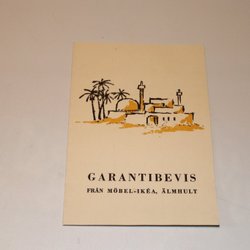 GARANTIBEVIS
FRÅN MÖBEL-IKÉA, ÄLMHULT